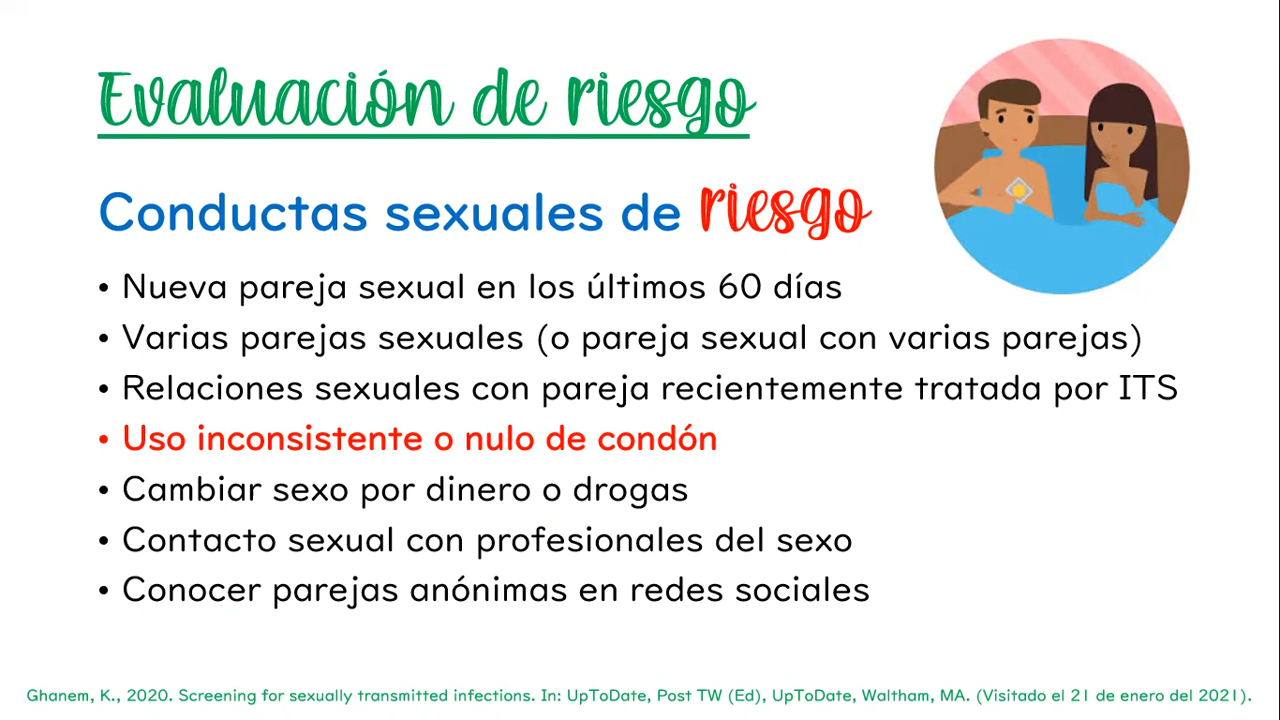 Evaluación de riesgo
Conductas sexuales de riesgo
• Nueva pareja sexual en los últimos 60 días
• Varias parejas sexuales (o pareja sexual con varias parejas)
• Relaciones sexuales con pareja recientemente tratada por ITS
• Uso inconsistente o nulo de condón
• Cambiar sexo por dinero o drogas
• Contacto sexual con profesionales del sexo
• Conocer parejas anónimas en redes sociales
Ghanem, K., 2020. Screening for sexually transmitted infections. In: UpToDate, Post TW (Ed), UpToDate, Waltham, MA. (Visitado el 21 de enero del 2021).